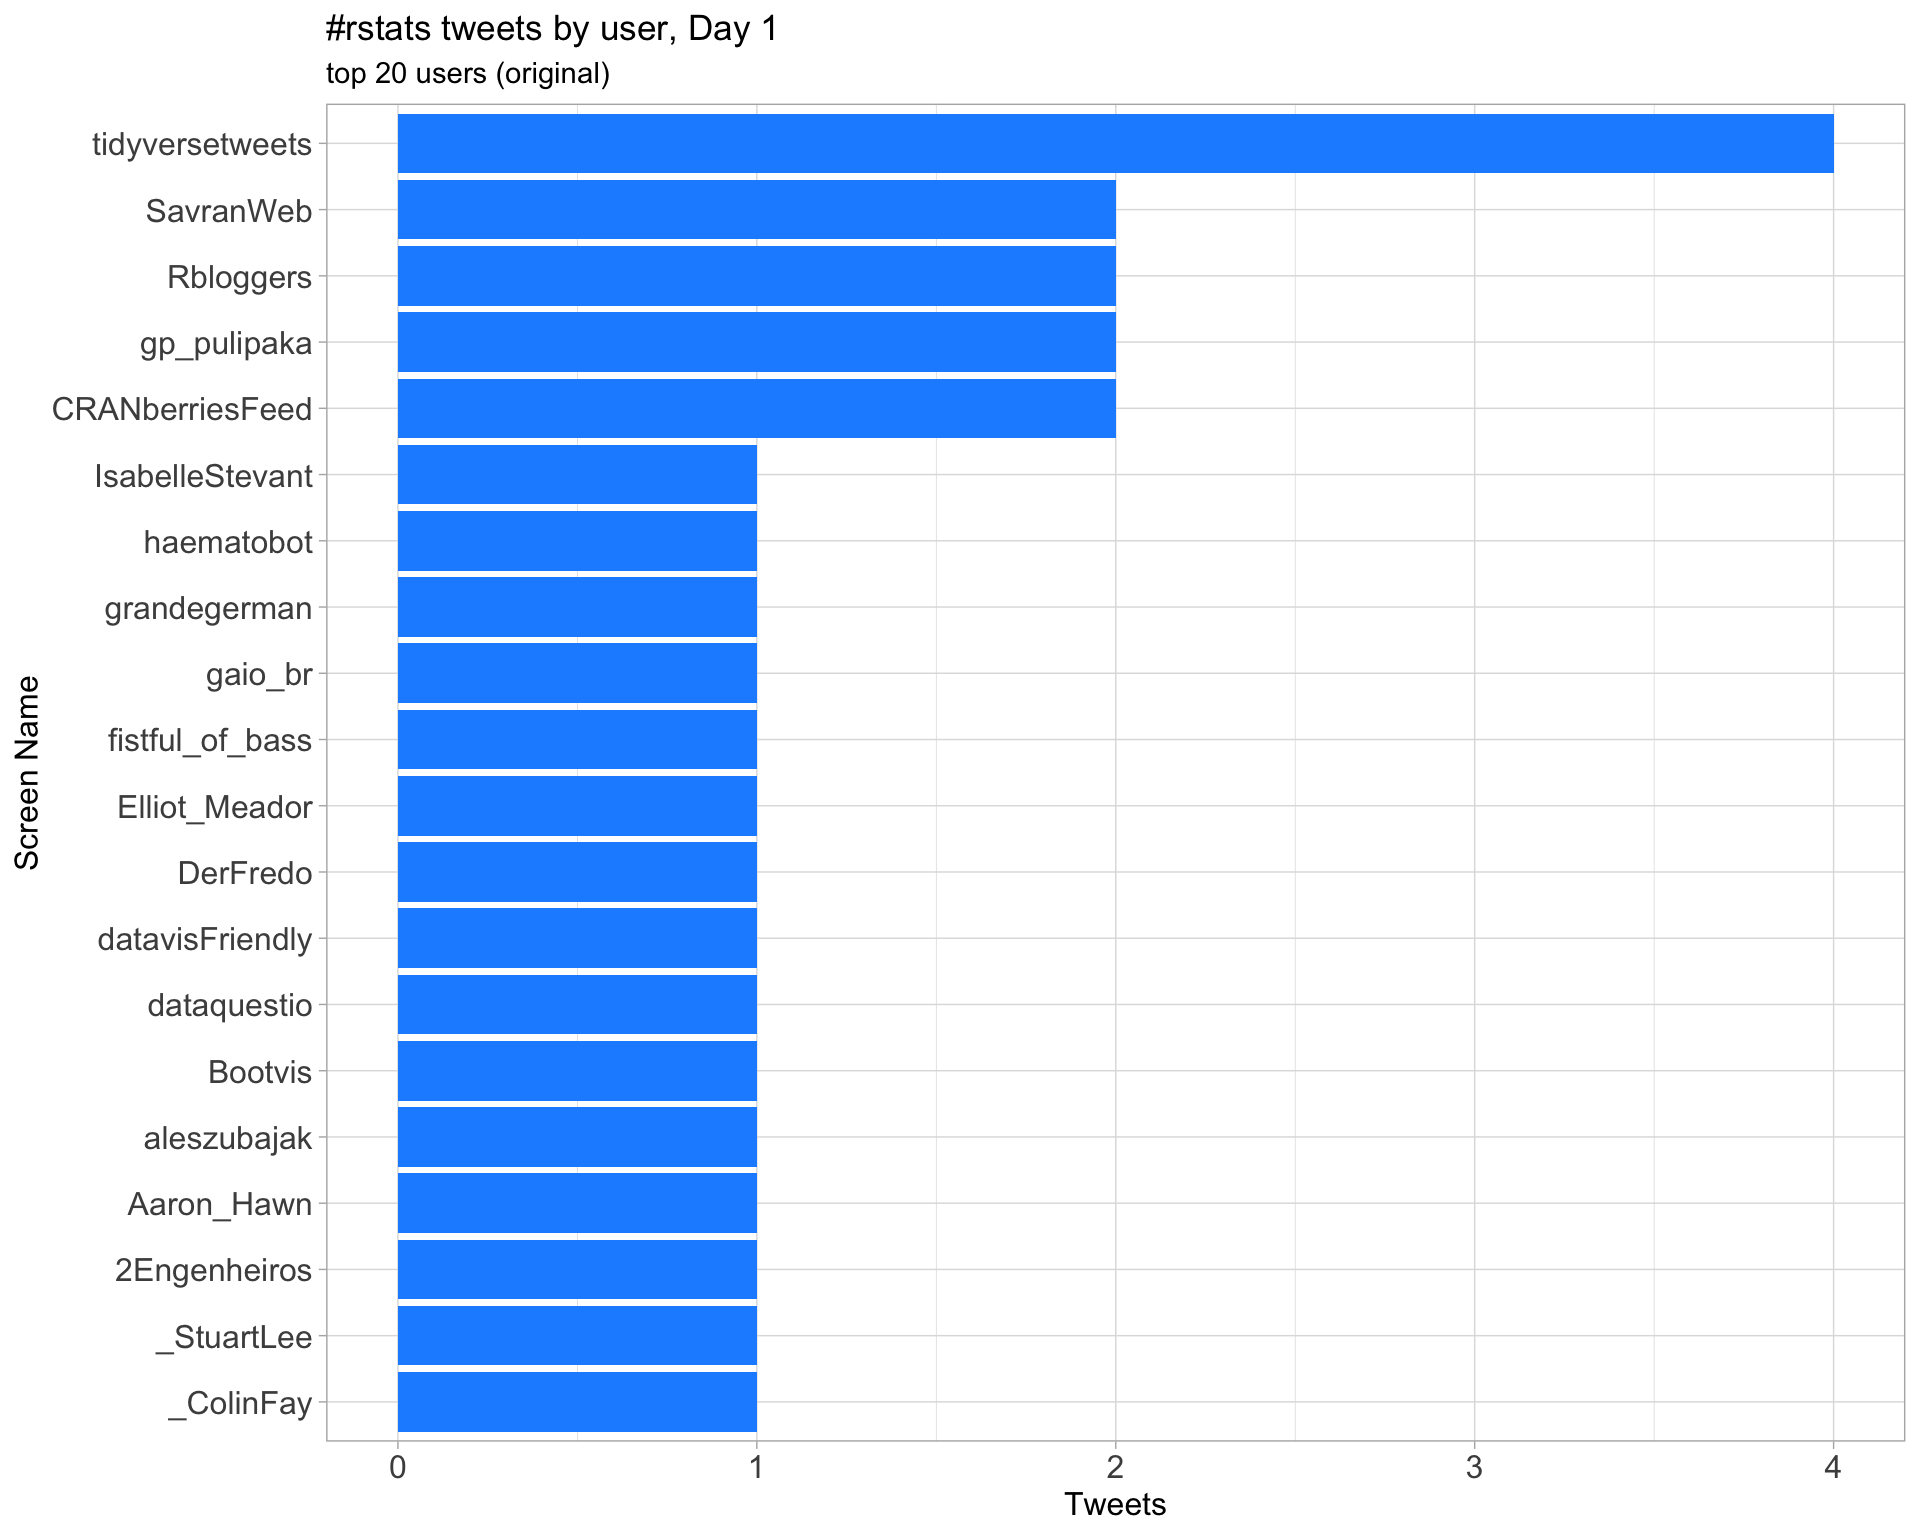 #rstats tweets by user, Day 1
top 20 users (original)
tidyversetweets
SavranWeb
Rbloggers
gp_pulipaka
CRANberriesFeed
IsabelleStevant
haematobot
grandegerman
gaio_br
fistful_of_bass
Elliot_Meador
DerFredo
datavisFriendly
dataquestio
Bootvis
aleszubajak
Aaron_Hawn
2Engenheiros
_StuartLee
_ColinFay
Screen Name
0 1 2 3 4
Tweets